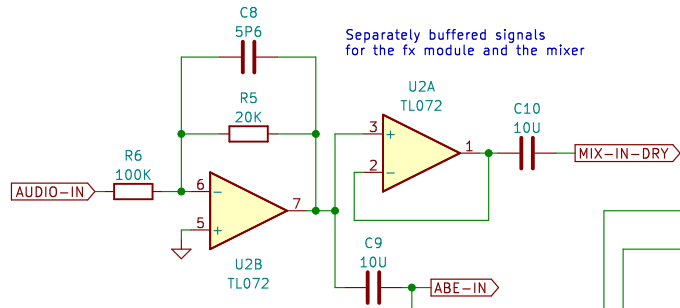 C8
5P6
Separately buffered signals
for the fx module and the mixer
R5
20K
U2A
TL072
C10
10U
3
+
1
MIX-IN-DRY
2
−
R6
100K
AUDIO-IN
6
−
7
5
+
U2B
TL072
C9
10U
ABE-IN